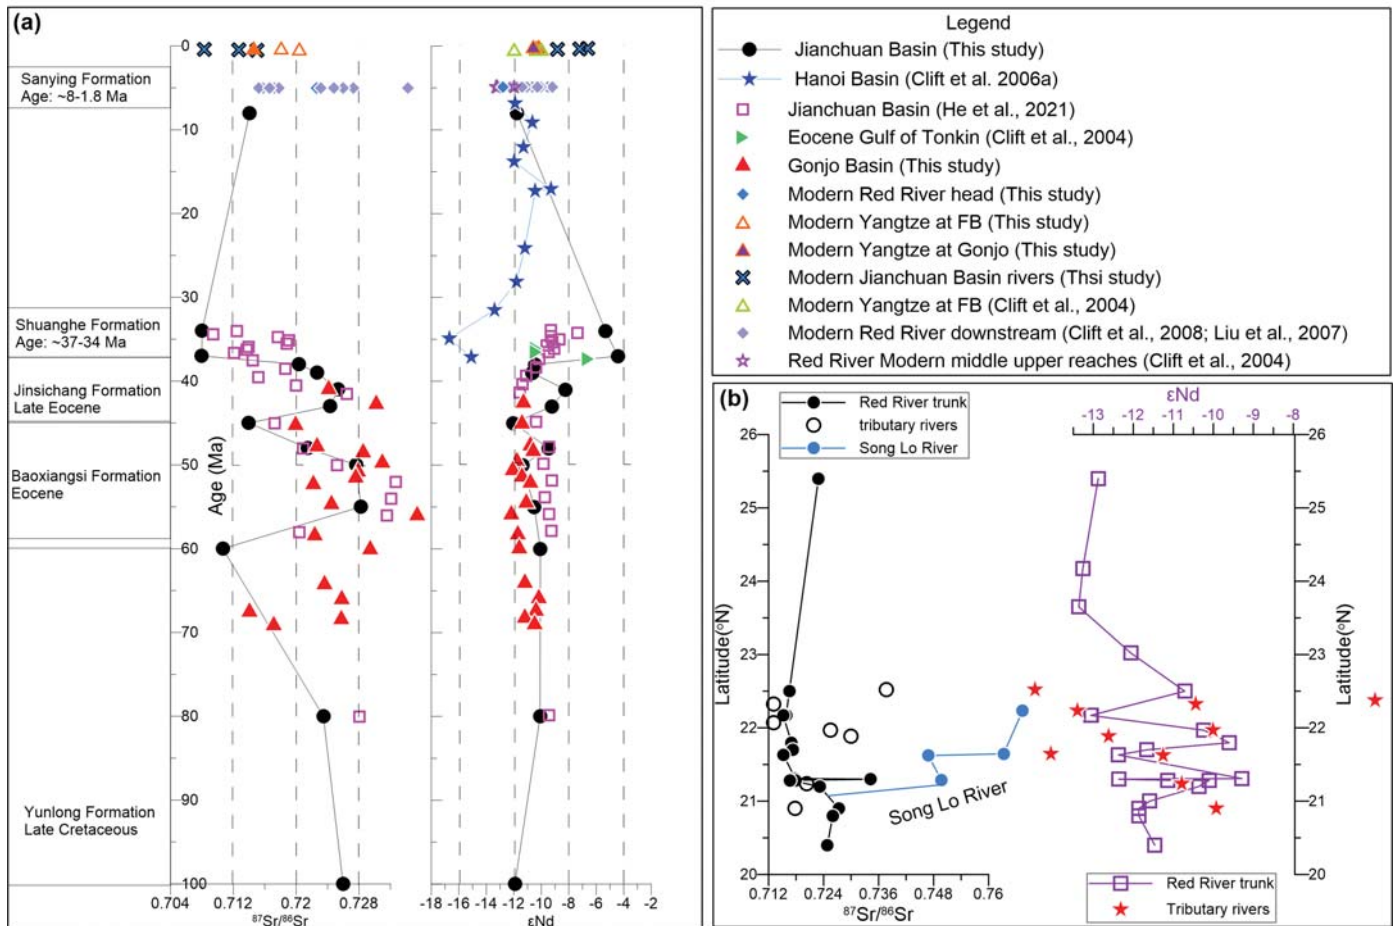 (a)
0
10
20
30
40
50
60
70
80
90
100
Age (Ma)
Sanying Formation
Age: ~8-1.8 Ma
Shuanghe Formation
Age: ~37-34 Ma
Jinsichang Formation
Late Eocene
Baoxiangsi Formation
Eocene
Yunlong Formation
Late Cretaceous
0.704 0.712 0.720 0.728
⁸⁷Sr/⁸⁶Sr
-18 -16 -14 -12 -10 -8 -6 -4 -2
εNd
Legend
Jianchuan Basin (This study)
Hanoi Basin (Clift et al. 2006a)
Jianchuan Basin (He et al., 2021)
Eocene Gulf of Tonkin (Clift et al., 2004)
Gonjo Basin (This study)
Modern Red River head (This study)
Modern Yangtze at FB (This study)
Modern Yangtze at Gonjo (This study)
Modern Jianchuan Basin rivers (Thsi study)
Modern Yangtze at FB (Clift et al., 2004)
Modern Red River downstream (Clift et al., 2008; Liu et al., 2007)
Red River Modern middle upper reaches (Clift et al., 2004)
(b)
Red River trunk
tributary rivers
Song Lo River
εNd
-13 -12 -11 -10 -9 -8
26
25
24
23
22
21
20
Latitude(°N)
Song Lo River
0.712 0.724 0.736 0.748 0.76
⁸⁷Sr/⁸⁶Sr
26
25
24
23
22
21
20
Latitude(°N)
Red River trunk
Tributary rivers